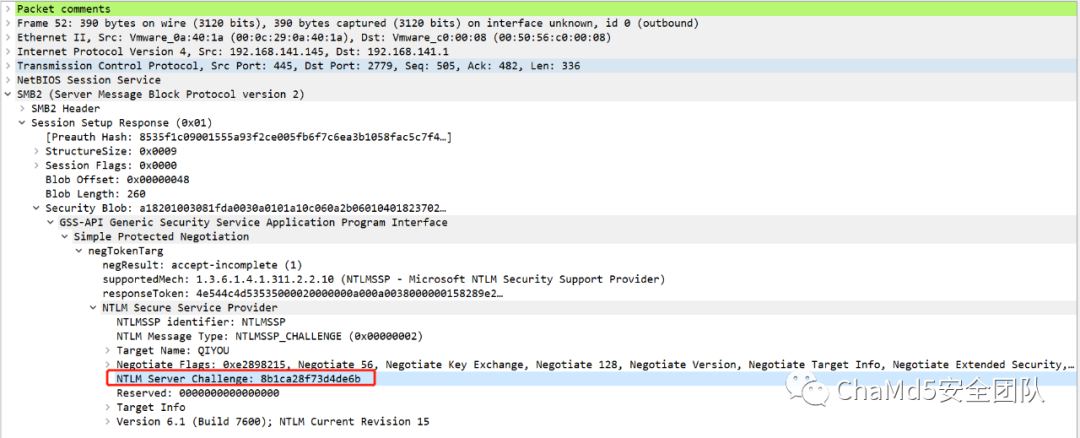 Packet comments
Frame 52: 390 bytes on wire (3120 bits), 390 bytes captured (3120 bits) on interface unknown, id 0 (outbound)
Ethernet II, Src: Vmware_0a:40:1a (00:0c:29:0a:40:1a), Dst: Vmware_c0:00:08 (00:50:56:c0:00:08)
Internet Protocol Version 4, Src: 192.168.141.145, Dst: 192.168.141.1
Transmission Control Protocol, Src Port: 445, Dst Port: 2779, Seq: 505, Ack: 482, Len: 336
NetBIOS Session Service
SMB2 (Server Message Block Protocol version 2)
SMB2 Header
Session Setup Response (0x01)
[Preauth Hash: 8535f1c09001555a93f2ce005fb6f7c6ea3b1058fac5c7f4…]
StructureSize: 0x0009
Session Flags: 0x0000
Blob Offset: 0x00000048
Blob Length: 260
Security Blob: a18201003081fda0030a0101a10c060a2b06010401823702…
GSS-API Generic Security Service Application Program Interface
Simple Protected Negotiation
negTokenTarg
negResult: accept-incomplete (1)
supportedMech: 1.3.6.1.4.1.311.2.2.10 (NTLMSSP - Microsoft NTLM Security Support Provider)
responseToken: 4e544c4d53535000020000000a000a0038000000158289e2…
NTLM Secure Service Provider
NTLMSSP identifier: NTLMSSP
NTLM Message Type: NTLMSSP_CHALLENGE (0x00000002)
Target Name: QIYOU
Negotiate Flags: 0xe2898215, Negotiate 56, Negotiate Key Exchange, Negotiate 128, Negotiate Version, Negotiate Target Info, Negotiate Extended Security,…
NTLM Server Challenge: 8b1ca28f73d4de6b
Reserved: 0000000000000000
Target Info
Version 6.1 (Build 7600); NTLM Current Revision 15
ChaMd5安全团队